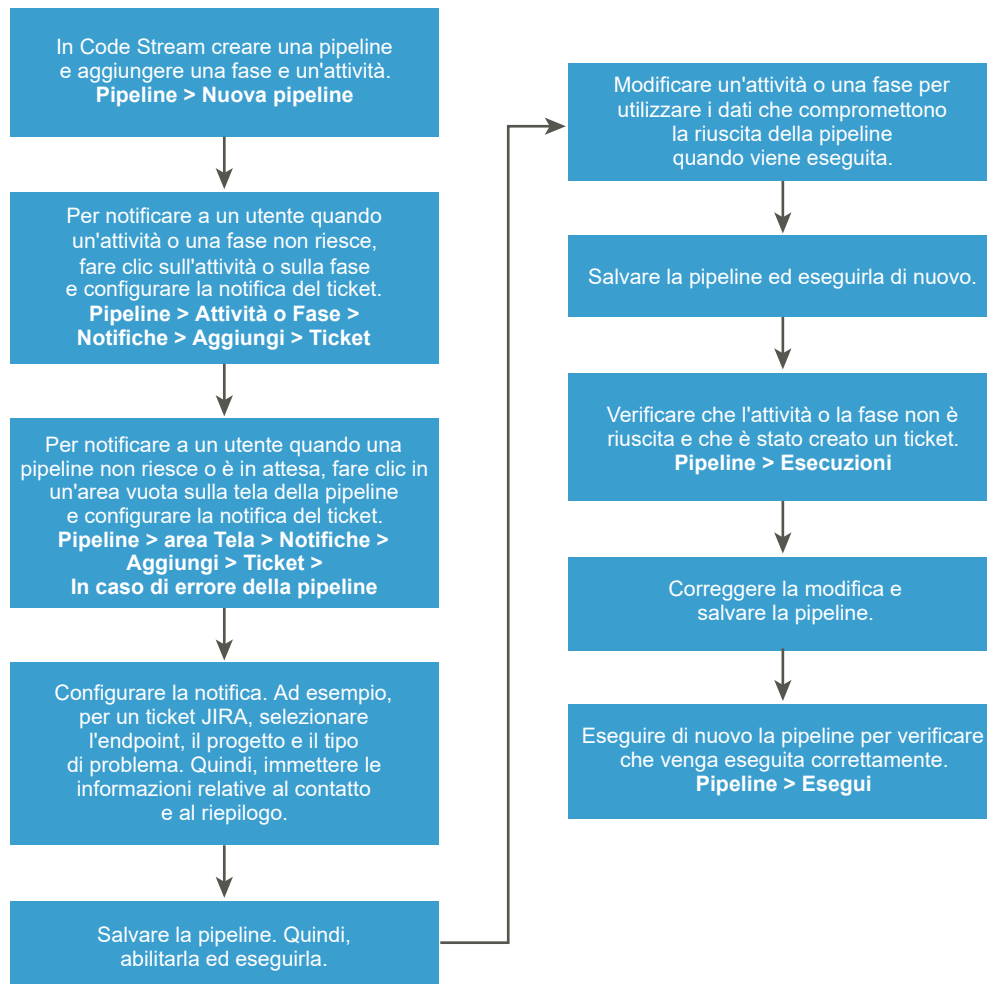 In Code Stream creare una pipeline
e aggiungere una fase e un'attività.
Pipeline > Nuova pipeline
Per notificare a un utente quando
un'attività o una fase non riesce,
fare clic sull'attività o sulla fase
e configurare la notifica del ticket.
Pipeline > Attività o Fase >
Notifiche > Aggiungi > Ticket
Per notificare a un utente quando una
pipeline non riesce o è in attesa, fare clic in
un'area vuota sulla tela della pipeline
e configurare la notifica del ticket.
Pipeline > area Tela > Notifiche >
Aggiungi > Ticket >
In caso di errore della pipeline
Configurare la notifica. Ad esempio,
per un ticket JIRA, selezionare
l'endpoint, il progetto e il tipo
di problema. Quindi, immettere le
informazioni relative al contatto
e al riepilogo.
Salvare la pipeline. Quindi,
abilitarla ed eseguirla.
Modificare un'attività o una fase per
utilizzare i dati che compromettono
la riuscita della pipeline
quando viene eseguita.
Salvare la pipeline ed eseguirla di nuovo.
Verificare che l'attività o la fase non è
riuscita e che è stato creato un ticket.
Pipeline > Esecuzioni
Correggere la modifica e
salvare la pipeline.
Eseguire di nuovo la pipeline per verificare
che venga eseguita correttamente.
Pipeline > Esegui